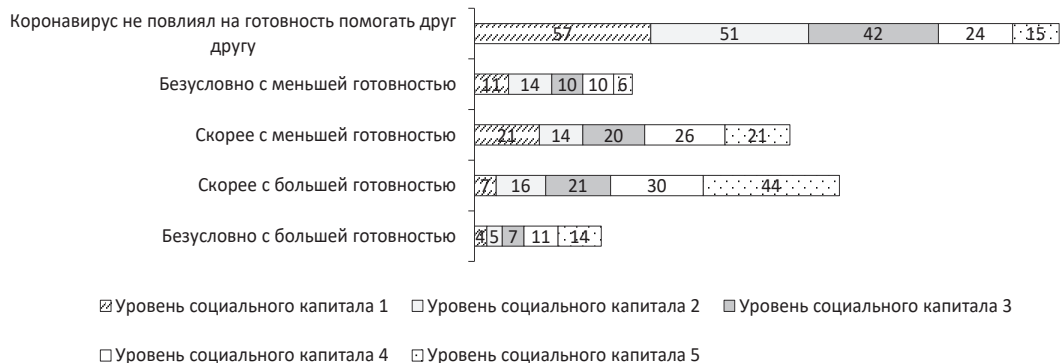 Коронавирус не повлиял на готовность помогать друг
другу
57 51 42 24 15
Безусловно с меньшей готовностью
11 14 10 10 6
Скорее с меньшей готовностью
21 14 20 26 21
Скорее с большей готовностью
7 16 21 30 44
Безусловно с большей готовностью
4 5 7 11 14
Уровень социального капитала 1 Уровень социального капитала 2 Уровень социального капитала 3
Уровень социального капитала 4 Уровень социального капитала 5